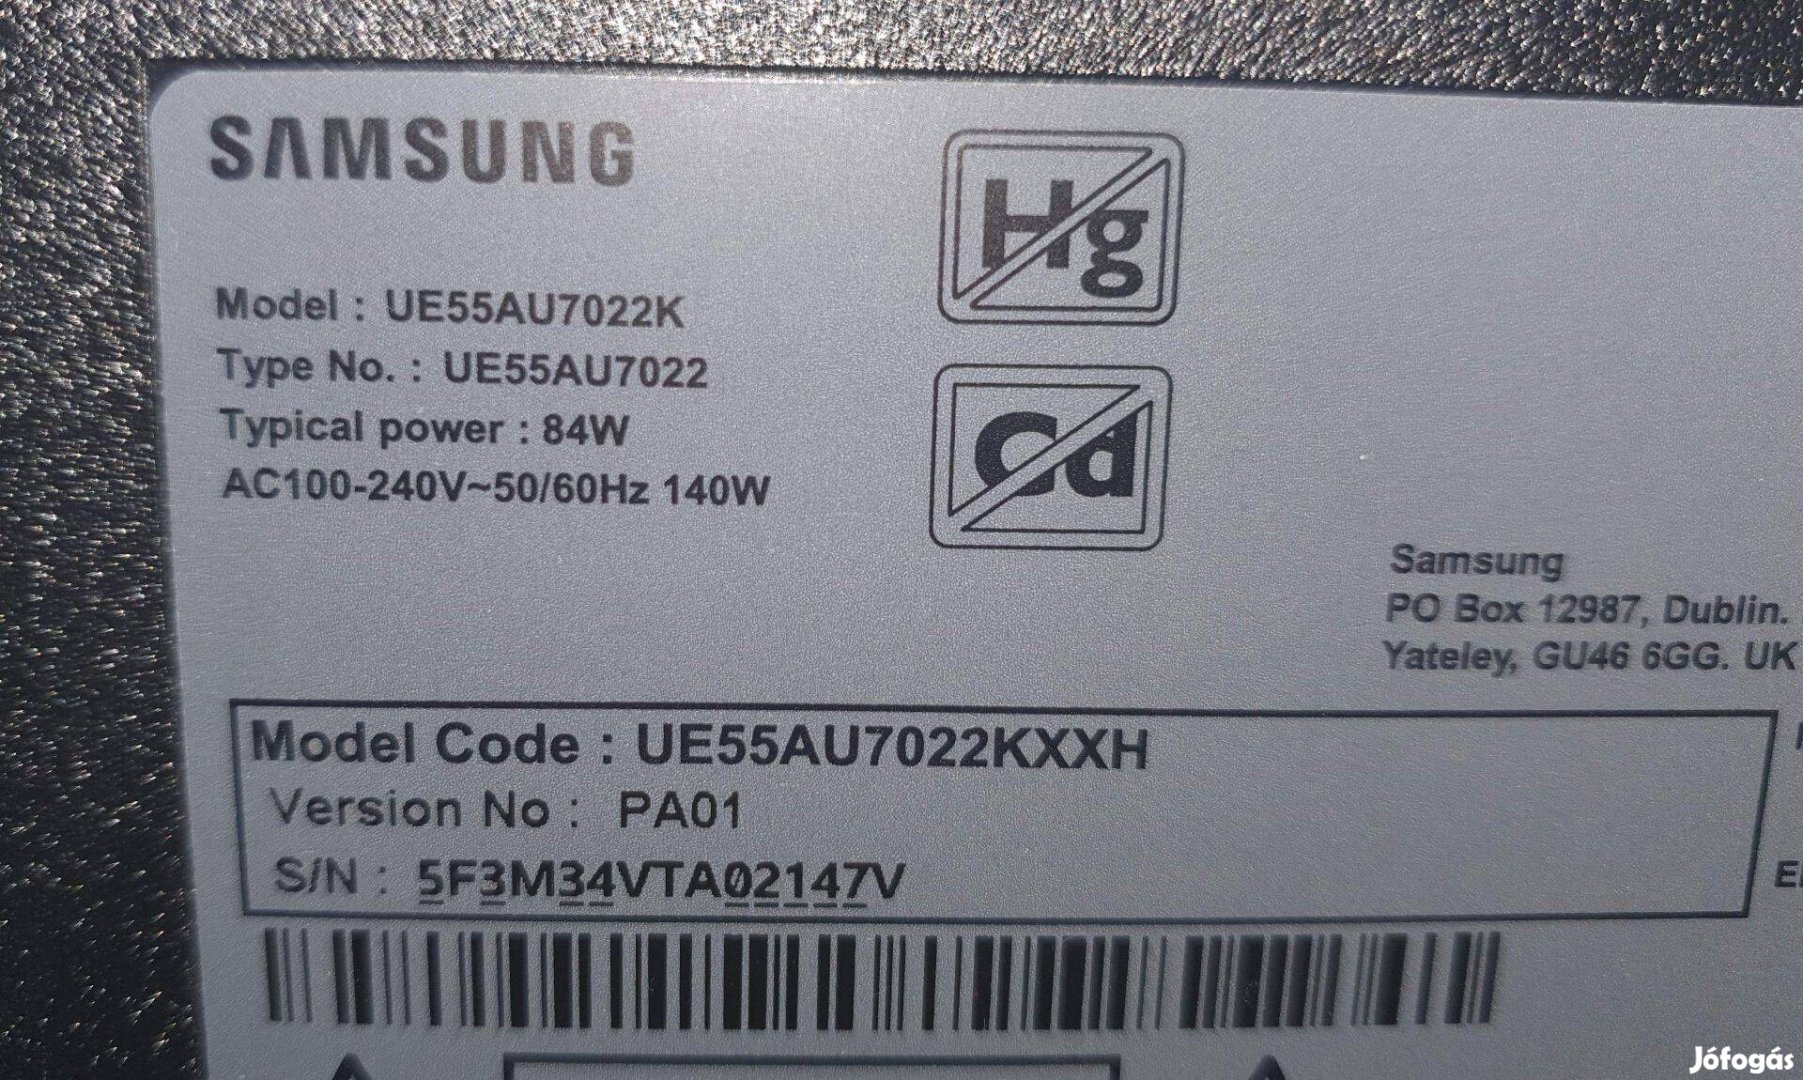 SAMSUNG
Hg
Model : UE55AU7022K
Type No. : UE55AU7022
Typical power : 84W
AC100-240V~50/60Hz 140W
Cd
Samsung
PO Box 12987, Dublin.
Yateley, GU46 6GG. UK
Model Code : UE55AU7022KXXH
Version No : PA01
S/N : 5F3M34VTA02147V
Jófogás